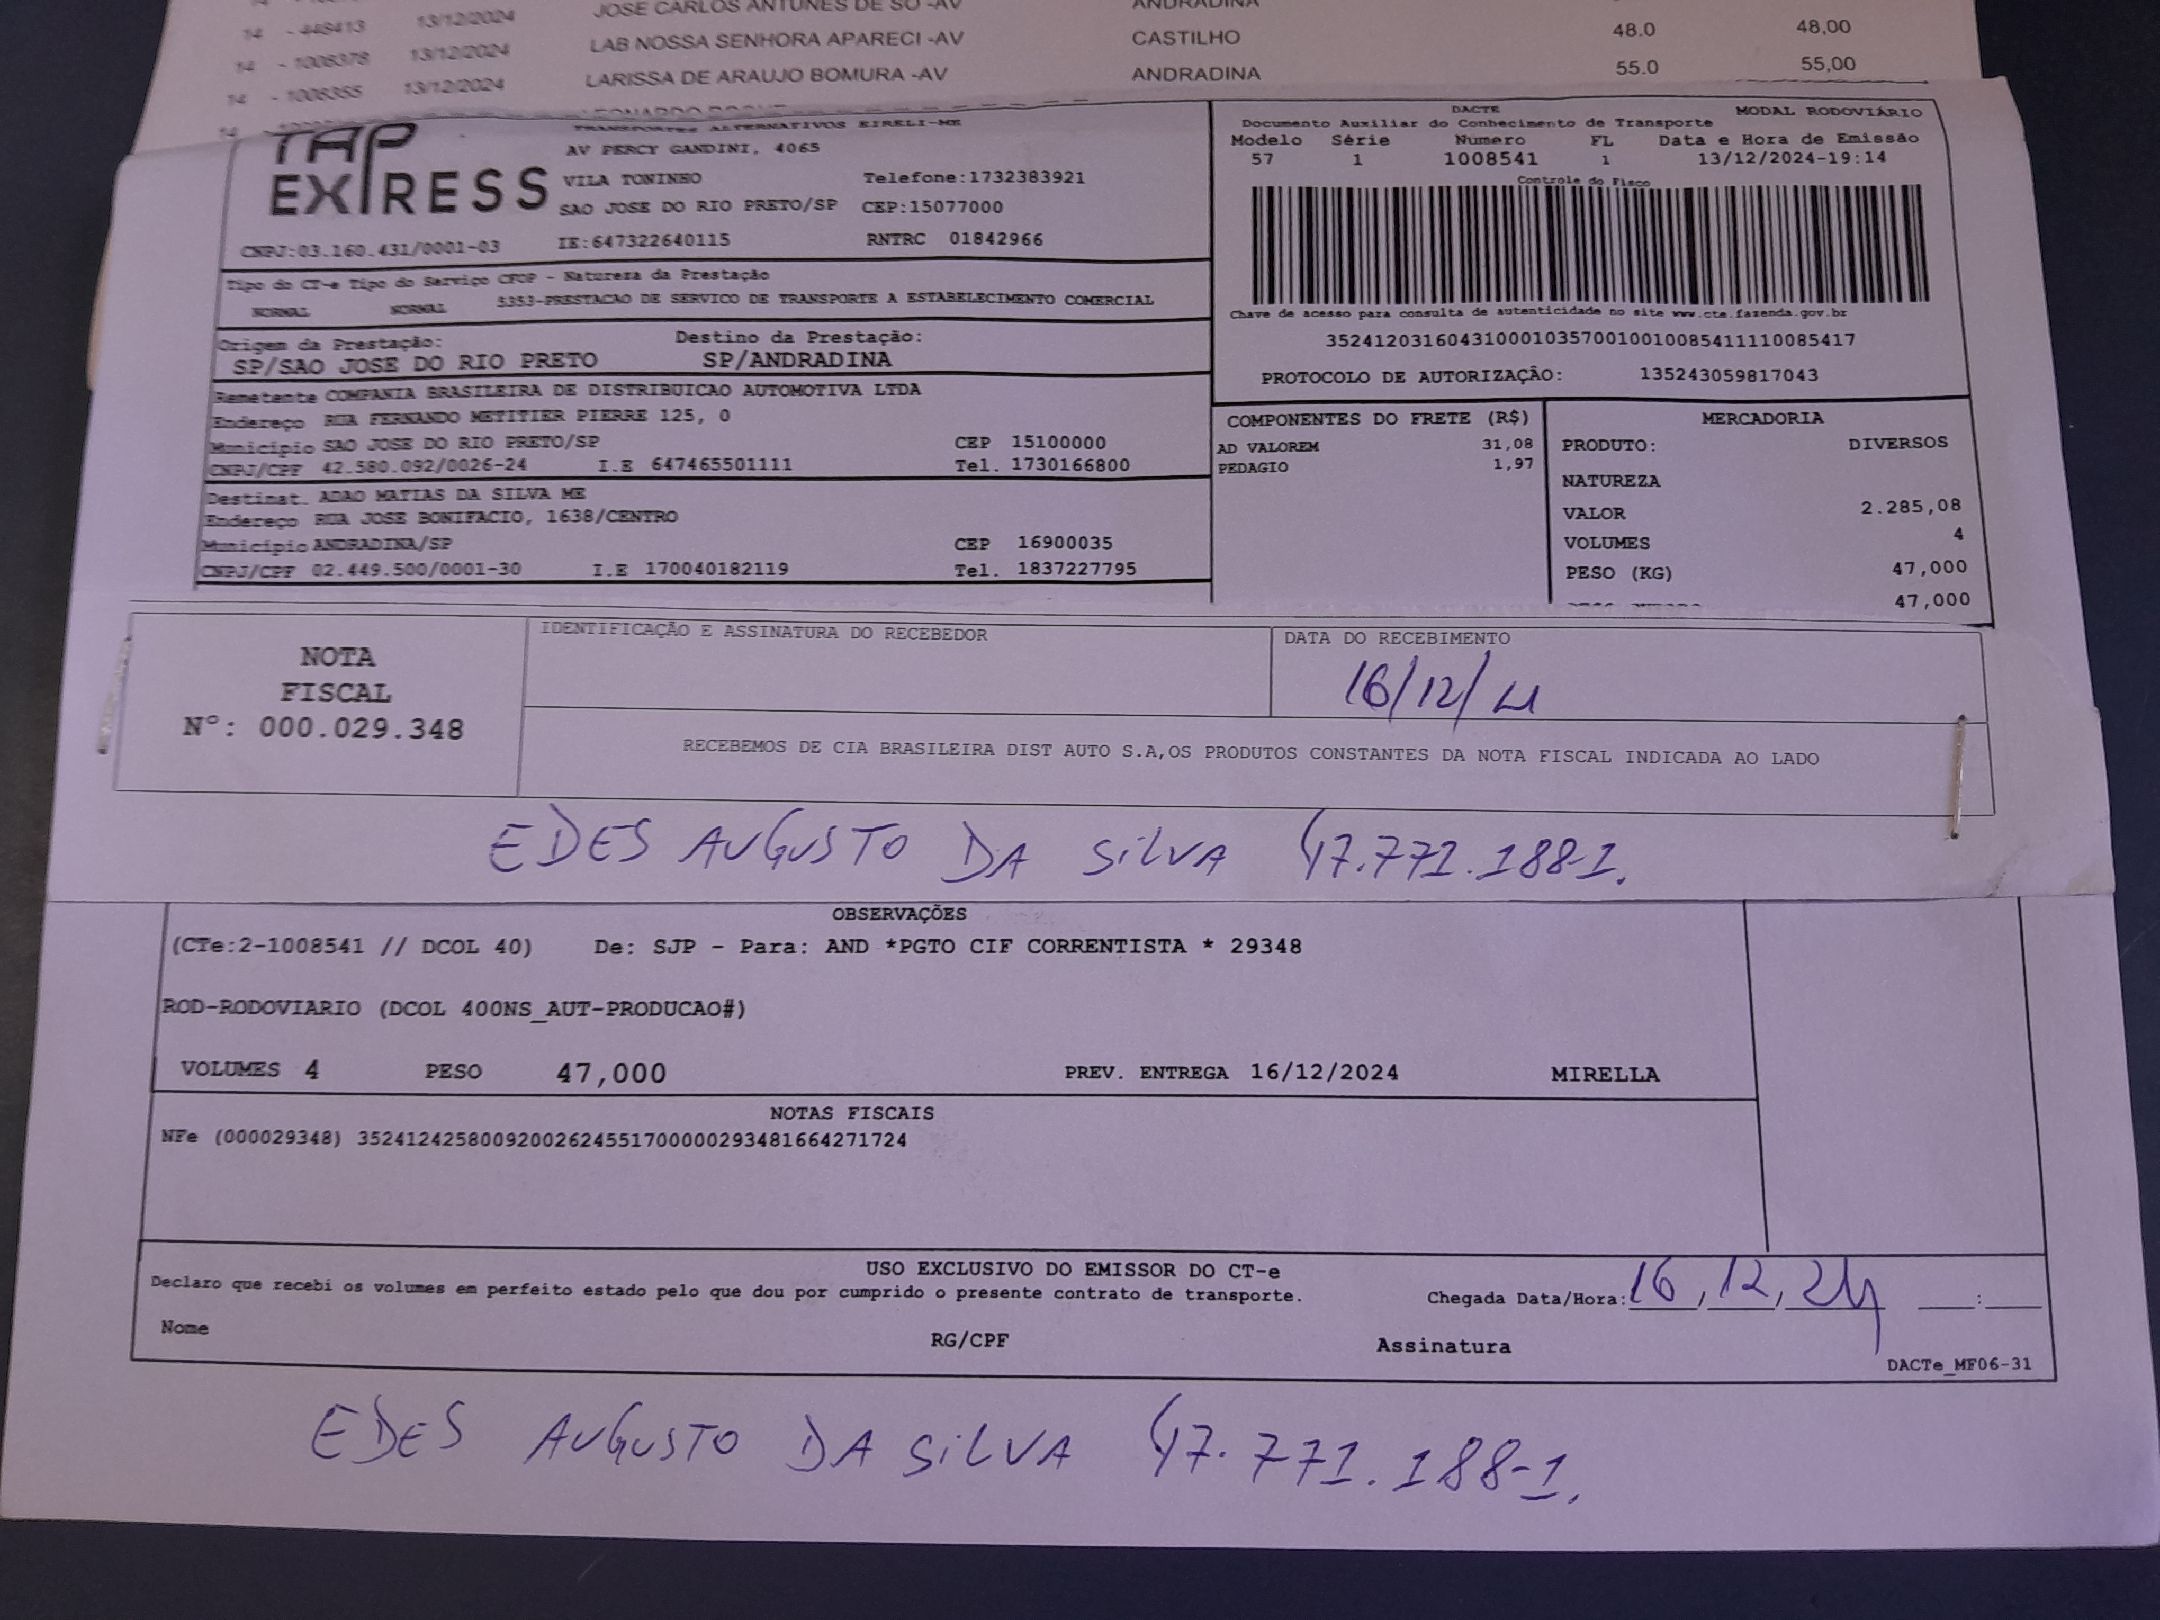 JOSE CARLOS ANTUNES DE SO -AV ANDRADINA
14 - 448413 13/12/2024 LAB NOSSA SENHORA APARECI -AV CASTILHO 48.0 48,00
14 - 1008378 13/12/2024 LARISSA DE ARAUJO BOMURA -AV ANDRADINA 55.0 55,00
14 - 1008355 13/12/2024
14
TAP EXPRESS
TRANSPORTES ALTERNATIVOS EIRELI-ME
AV PERCY GANDINI, 4065
VILA TONINHO Telefone:1732383921
SAO JOSE DO RIO PRETO/SP CEP:15077000
CNPJ:03.160.431/0001-03 IE:647322640115 RNTRC 01842966
DACTE MODAL RODOVIÁRIO
Documento Auxiliar do Conhecimento de Transporte
Modelo Série Numero FL Data e Hora de Emissão
57 1 1008541 1 13/12/2024-19:14
Controle do Fisco
Chave de acesso para consulta de autenticidade no site www.cte.fazenda.gov.br
35241203160431000103570010010085411110085417
PROTOCOLO DE AUTORIZAÇÃO: 135243059817043
Tipo do CT-e Tipo do Serviço CFOP - Natureza da Prestação
NORMAL NORMAL 5353-PRESTACAO DE SERVICO DE TRANSPORTE A ESTABELECIMENTO COMERCIAL
Origem da Prestação: Destino da Prestação:
SP/SAO JOSE DO RIO PRETO SP/ANDRADINA
Remetente COMPANIA BRASILEIRA DE DISTRIBUICAO AUTOMOTIVA LTDA
Endereço RUA FERNANDO METITIER PIERRE 125, 0
Município SAO JOSE DO RIO PRETO/SP CEP 15100000
CNPJ/CPF 42.580.092/0026-24 I.E 647465501111 Tel. 1730166800
Destinat. ADAO MATIAS DA SILVA ME
Endereço RUA JOSE BONIFACIO, 1638/CENTRO
Município ANDRADINA/SP CEP 16900035
CNPJ/CPF 02.449.500/0001-30 I.E 170040182119 Tel. 1837227795
COMPONENTES DO FRETE (R$)
AD VALOREM 31,08
PEDAGIO 1,97
MERCADORIA
PRODUTO: DIVERSOS
NATUREZA
VALOR 2.285,08
VOLUMES 4
PESO (KG) 47,000
47,000
NOTA
FISCAL
Nº: 000.029.348
IDENTIFICAÇÃO E ASSINATURA DO RECEBEDOR
DATA DO RECEBIMENTO
16/12/24
RECEBEMOS DE CIA BRASILEIRA DIST AUTO S.A,OS PRODUTOS CONSTANTES DA NOTA FISCAL INDICADA AO LADO
EDES AUGUSTO DA SILVA 47.771.188-1.
OBSERVAÇÕES
(CTe:2-1008541 // DCOL 40) De: SJP - Para: AND *PGTO CIF CORRENTISTA * 29348
ROD-RODOVIARIO (DCOL 400NS_AUT-PRODUCAO#)
VOLUMES 4 PESO 47,000 PREV. ENTREGA 16/12/2024 MIRELLA
NOTAS FISCAIS
NFe (000029348) 35241242580092002624551700000293481664271724
USO EXCLUSIVO DO EMISSOR DO CT-e
Declaro que recebi os volumes em perfeito estado pelo que dou por cumprido o presente contrato de transporte. Chegada Data/Hora: 16, 12, 24 :
Nome RG/CPF Assinatura
DACTe_MF06-31
EDES AUGUSTO DA SILVA 47.771.188-1.